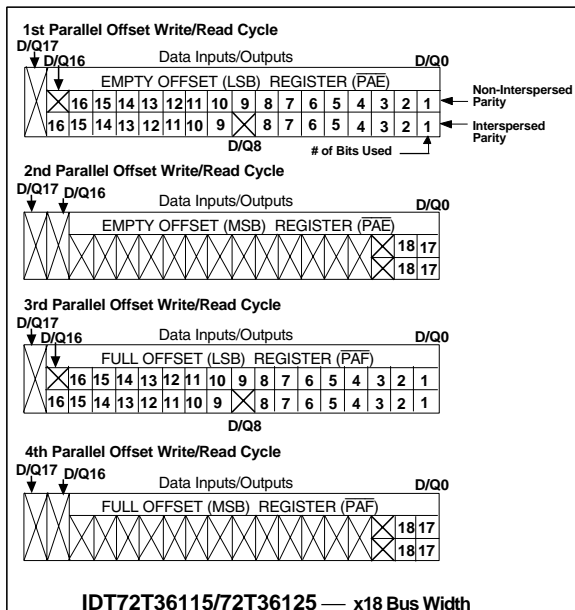 1st Parallel Offset Write/Read Cycle
D/Q17
D/Q16
Data Inputs/Outputs
D/Q0
EMPTY OFFSET (LSB) REGISTER (PAE)
16 15 14 13 12 11 10 9 8 7 6 5 4 3 2 1
Non-Interspersed
Parity
16 15 14 13 12 11 10 9 8 7 6 5 4 3 2 1
Interspersed
Parity
D/Q8
# of Bits Used
2nd Parallel Offset Write/Read Cycle
D/Q17
D/Q16
Data Inputs/Outputs
D/Q0
EMPTY OFFSET (MSB) REGISTER (PAE)
18 17
18 17
3rd Parallel Offset Write/Read Cycle
D/Q17
D/Q16
Data Inputs/Outputs
D/Q0
FULL OFFSET (LSB) REGISTER (PAF)
16 15 14 13 12 11 10 9 8 7 6 5 4 3 2 1
16 15 14 13 12 11 10 9 8 7 6 5 4 3 2 1
D/Q8
4th Parallel Offset Write/Read Cycle
D/Q17
D/Q16
Data Inputs/Outputs
D/Q0
FULL OFFSET (MSB) REGISTER (PAF)
18 17
18 17
IDT72T36115/72T36125 — x18 Bus Width